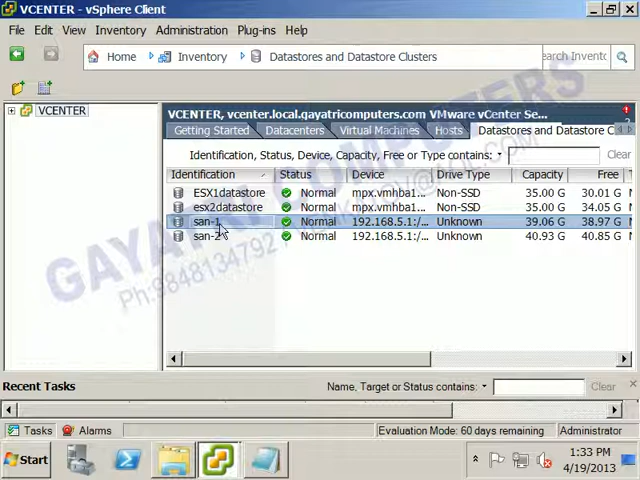 VCENTER - vSphere Client
File Edit View Inventory Administration Plug-ins Help
Home Inventory Datastores and Datastore Clusters Search Invento
VCENTER
VCENTER, vcenter.local.gayatricomputers.com VMware vCenter Se...
Getting Started Datacenters Virtual Machines Hosts Datastores and Datastore C
Identification, Status, Device, Capacity, Free or Type contains: Clear
Identification Status Device Drive Type Capacity Free
ESX1datastore Normal mpx.vmhba1... Non-SSD 35.00 G 30.01 G
esx2datastore Normal mpx.vmhba1... Non-SSD 35.00 G 34.05 G
san-1 Normal 192.168.5.1:/... Unknown 39.06 G 38.97 G
san-2 Normal 192.168.5.1:/... Unknown 40.93 G 40.85 G
Recent Tasks Name, Target or Status contains: Clear
Tasks Alarms Evaluation Mode: 60 days remaining Administrator
Start 1:33 PM
4/19/2013